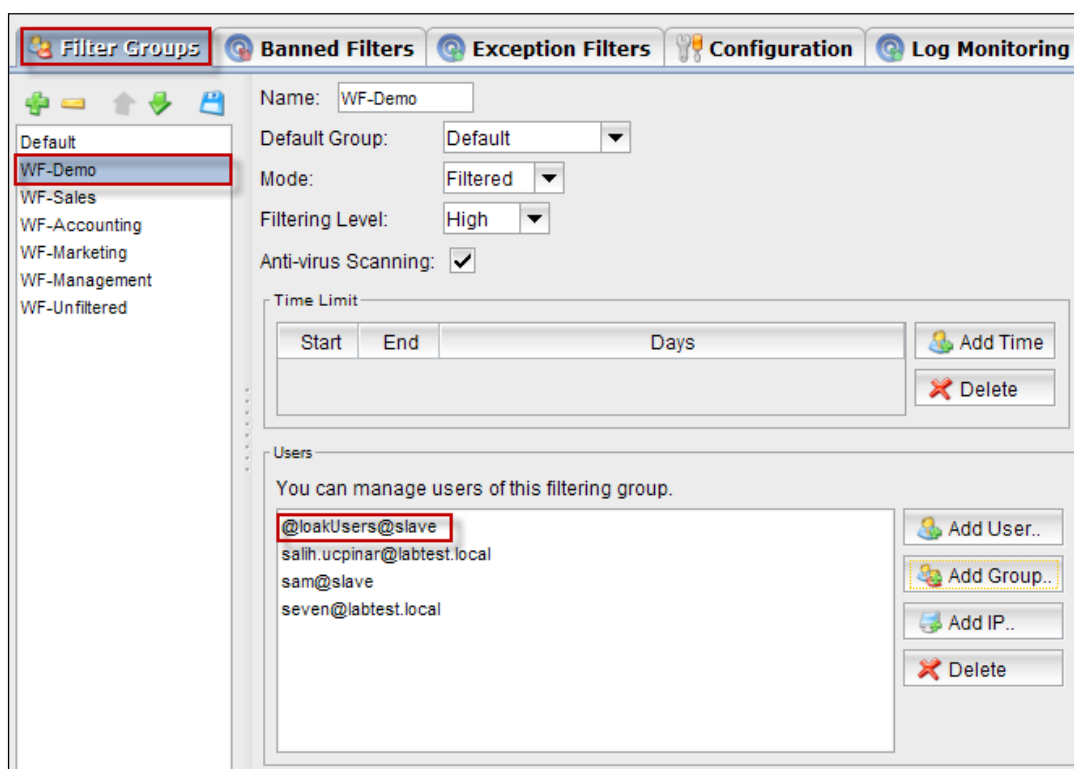 Filter Groups Banned Filters Exception Filters Configuration Log Monitoring
Default
WF-Demo
WF-Sales
WF-Accounting
WF-Marketing
WF-Management
WF-Unfiltered
Name: WF-Demo
Default Group: Default
Mode: Filtered
Filtering Level: High
Anti-virus Scanning:
Time Limit
Start End Days
Add Time
Delete
Users
You can manage users of this filtering group.
@loakUsers@slave
salih.ucpinar@labtest.local
sam@slave
seven@labtest.local
Add User..
Add Group..
Add IP..
Delete